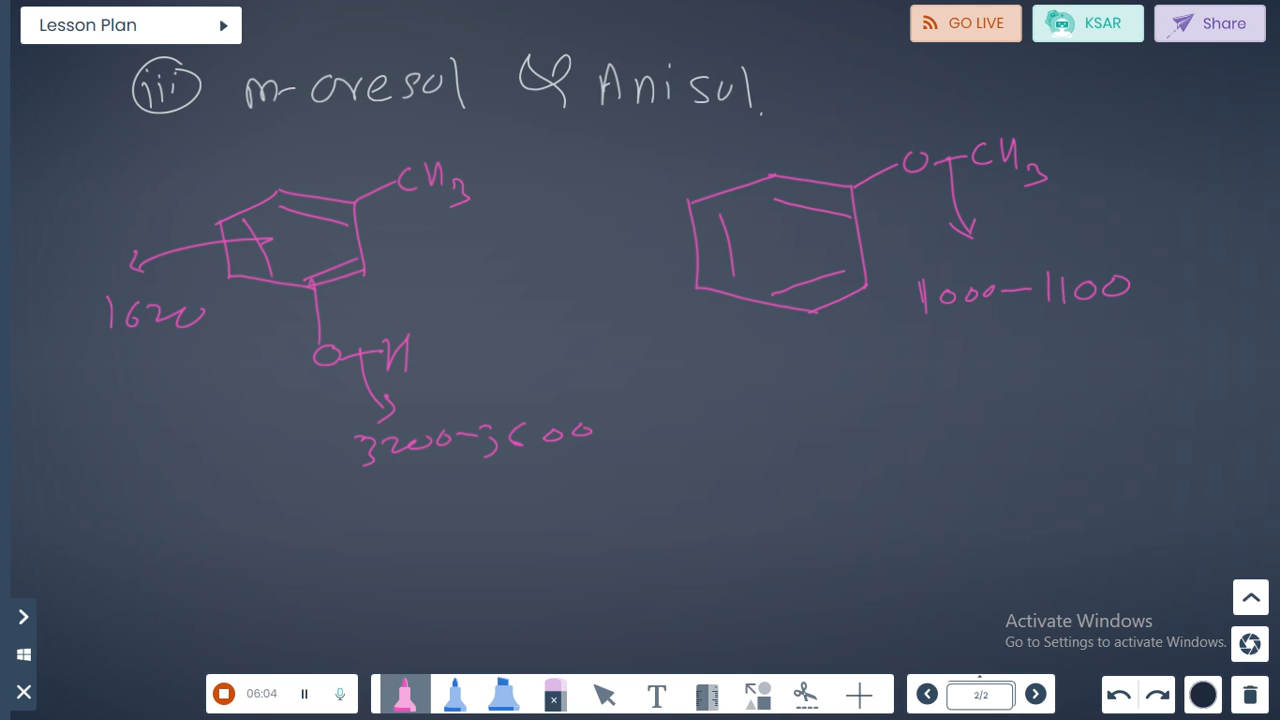 Lesson Plan
GO LIVE
KSAR
Share
(iii) m-cresol & Anisol.
CH3
O-CH3
1620
1000-1100
O-H
3200-3600
Activate Windows
Go to Settings to activate Windows.
06:04
T
2/2